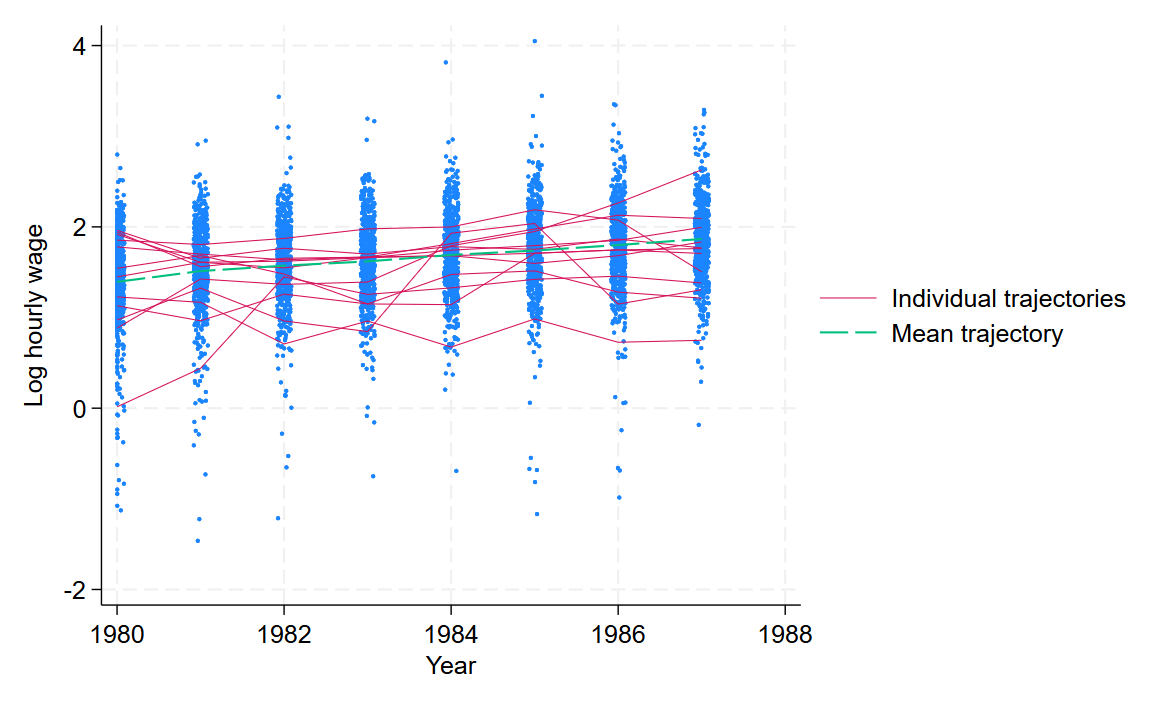 4
2
0
-2
Log hourly wage
1980
1982
1984
1986
1988
Year
Individual trajectories
Mean trajectory